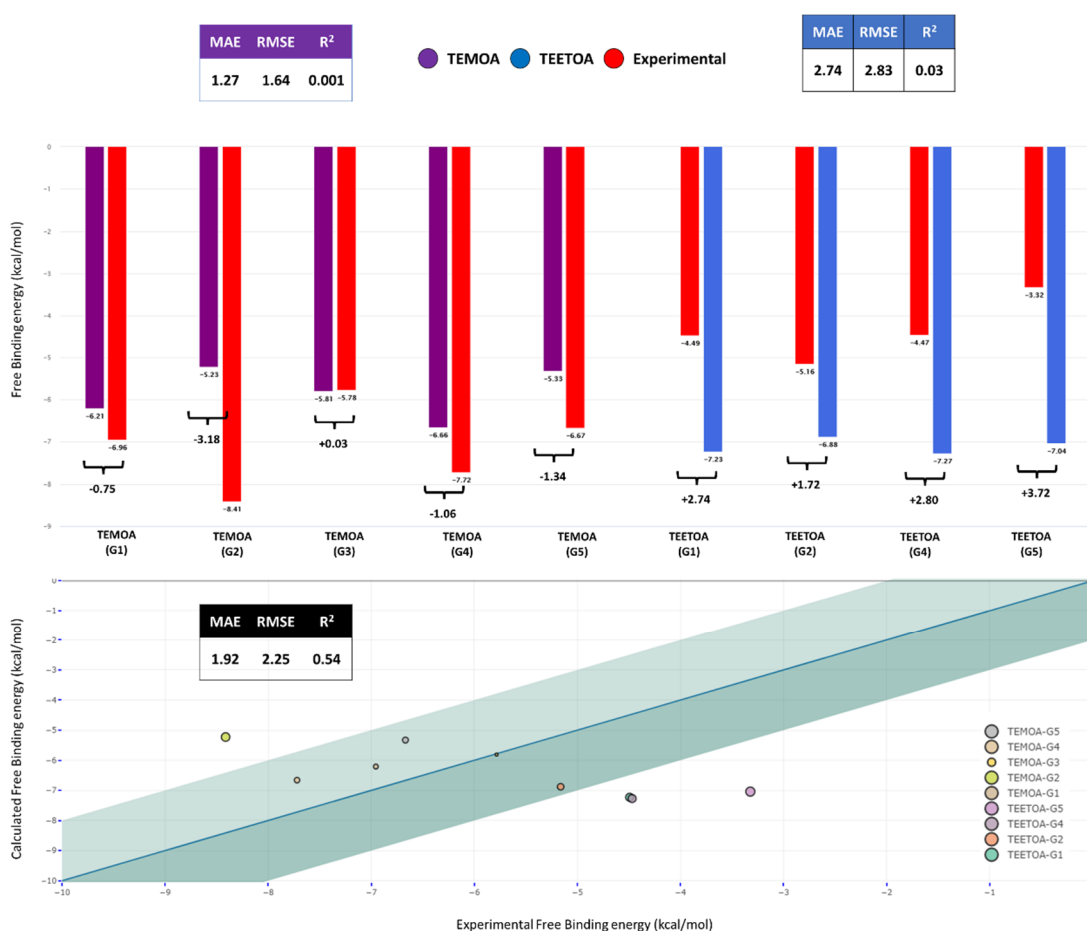 MAE RMSE R²
1.27 1.64 0.001
TEMOA TEETOA Experimental
MAE RMSE R²
2.74 2.83 0.03
Free Binding energy (kcal/mol)
0
−1
−2
−3
−4
−5
−6
−7
−8
−9
−6.21
−6.96
-0.75
−5.23
−8.41
-3.18
−5.81
−5.78
+0.03
−6.66
−7.72
-1.06
−5.33
−6.67
-1.34
−4.49
−7.23
+2.74
−5.16
−6.88
+1.72
−4.47
−7.27
+2.80
−3.32
−7.04
+3.72
TEMOA
(G1)
TEMOA
(G2)
TEMOA
(G3)
TEMOA
(G4)
TEMOA
(G5)
TEETOA
(G1)
TEETOA
(G2)
TEETOA
(G4)
TEETOA
(G5)
Calculated Free Binding energy (kcal/mol)
0
−1
−2
−3
−4
−5
−6
−7
−8
−9
−10
MAE RMSE R²
1.92 2.25 0.54
TEMOA-G5
TEMOA-G4
TEMOA-G3
TEMOA-G2
TEMOA-G1
TEETOA-G5
TEETOA-G4
TEETOA-G2
TEETOA-G1
−10 −9 −8 −7 −6 −5 −4 −3 −2 −1
Experimental Free Binding energy (kcal/mol)